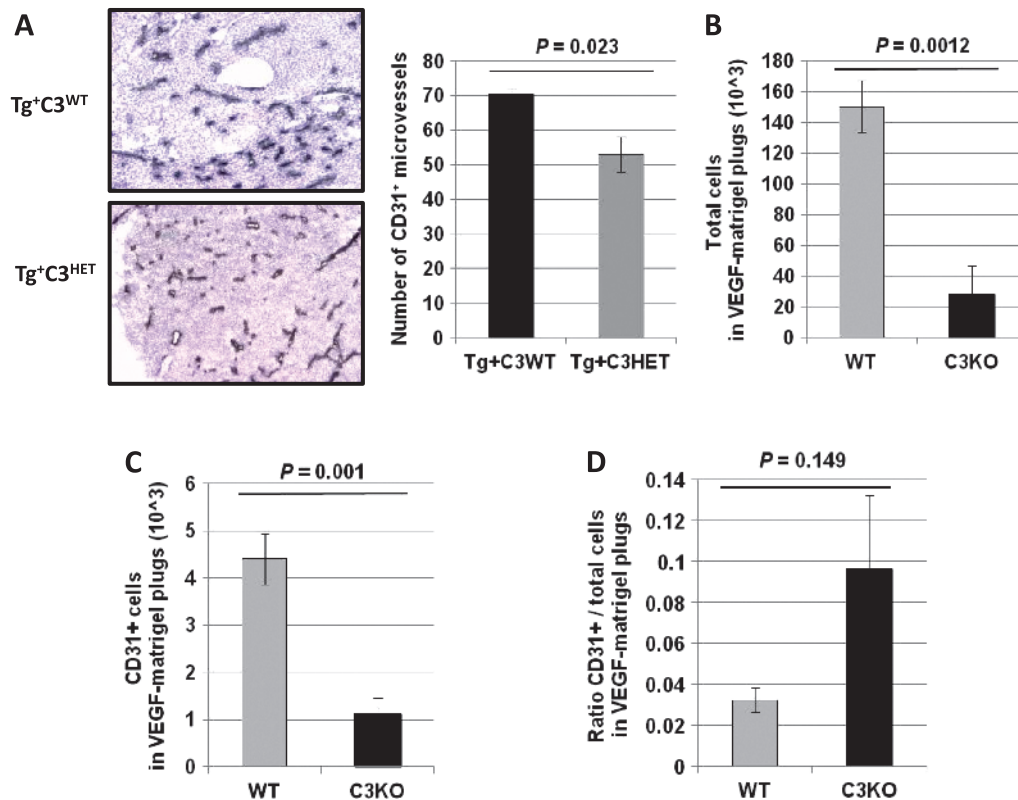 A
Tg⁺C3ᵂᵀ
Tg⁺C3ᴴᴱᵀ
P = 0.023
Number of CD31⁺ microvessels
80
70
60
50
40
30
20
10
0
Tg+C3WT Tg+C3HET
B
P = 0.0012
Total cells
in VEGF-matrigel plugs (10^3)
180
160
140
120
100
80
60
40
20
0
WT C3KO
C
P = 0.001
CD31+ cells
in VEGF-matrigel plugs (10^3)
6
5
4
3
2
1
0
WT C3KO
D
P = 0.149
Ratio CD31+ / total cells
in VEGF-matrigel plugs
0.14
0.12
0.1
0.08
0.06
0.04
0.02
0
WT C3KO